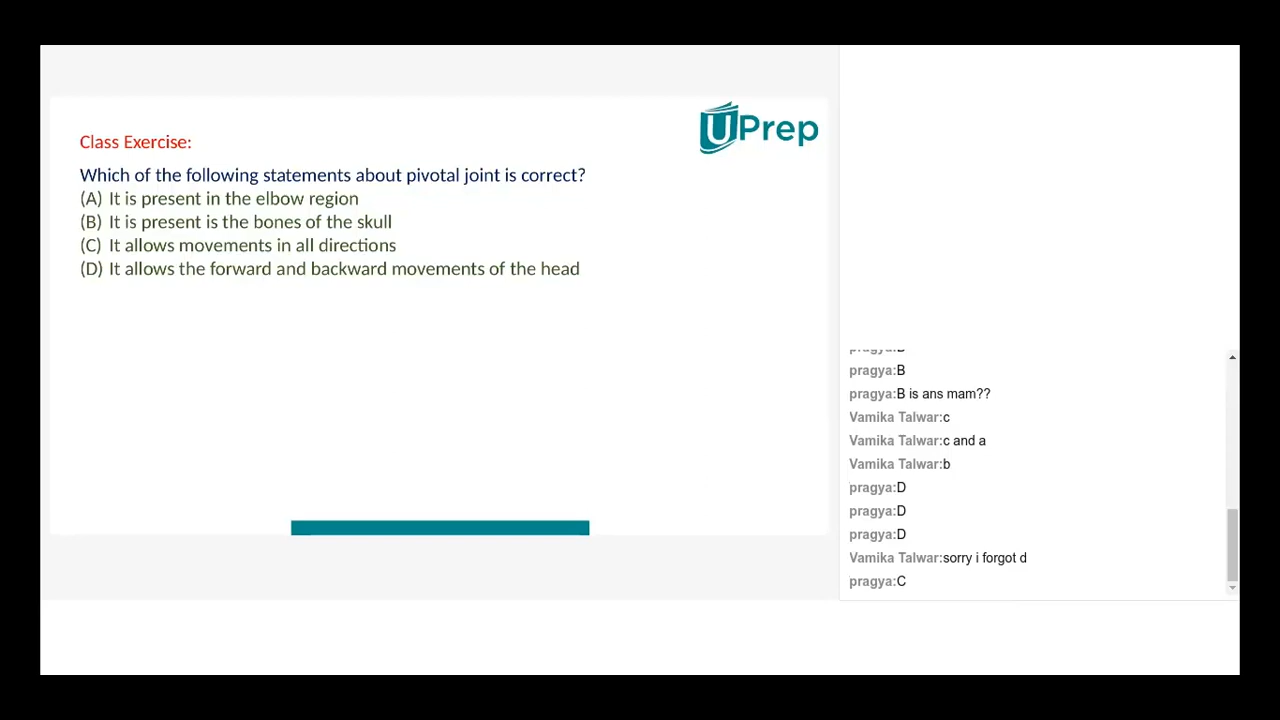 UPrep
Class Exercise:
Which of the following statements about pivotal joint is correct?
(A) It is present in the elbow region
(B) It is present is the bones of the skull
(C) It allows movements in all directions
(D) It allows the forward and backward movements of the head
pragya:B
pragya:B is ans mam??
Vamika Talwar:c
Vamika Talwar:c and a
Vamika Talwar:b
pragya:D
pragya:D
pragya:D
Vamika Talwar:sorry i forgot d
pragya:C